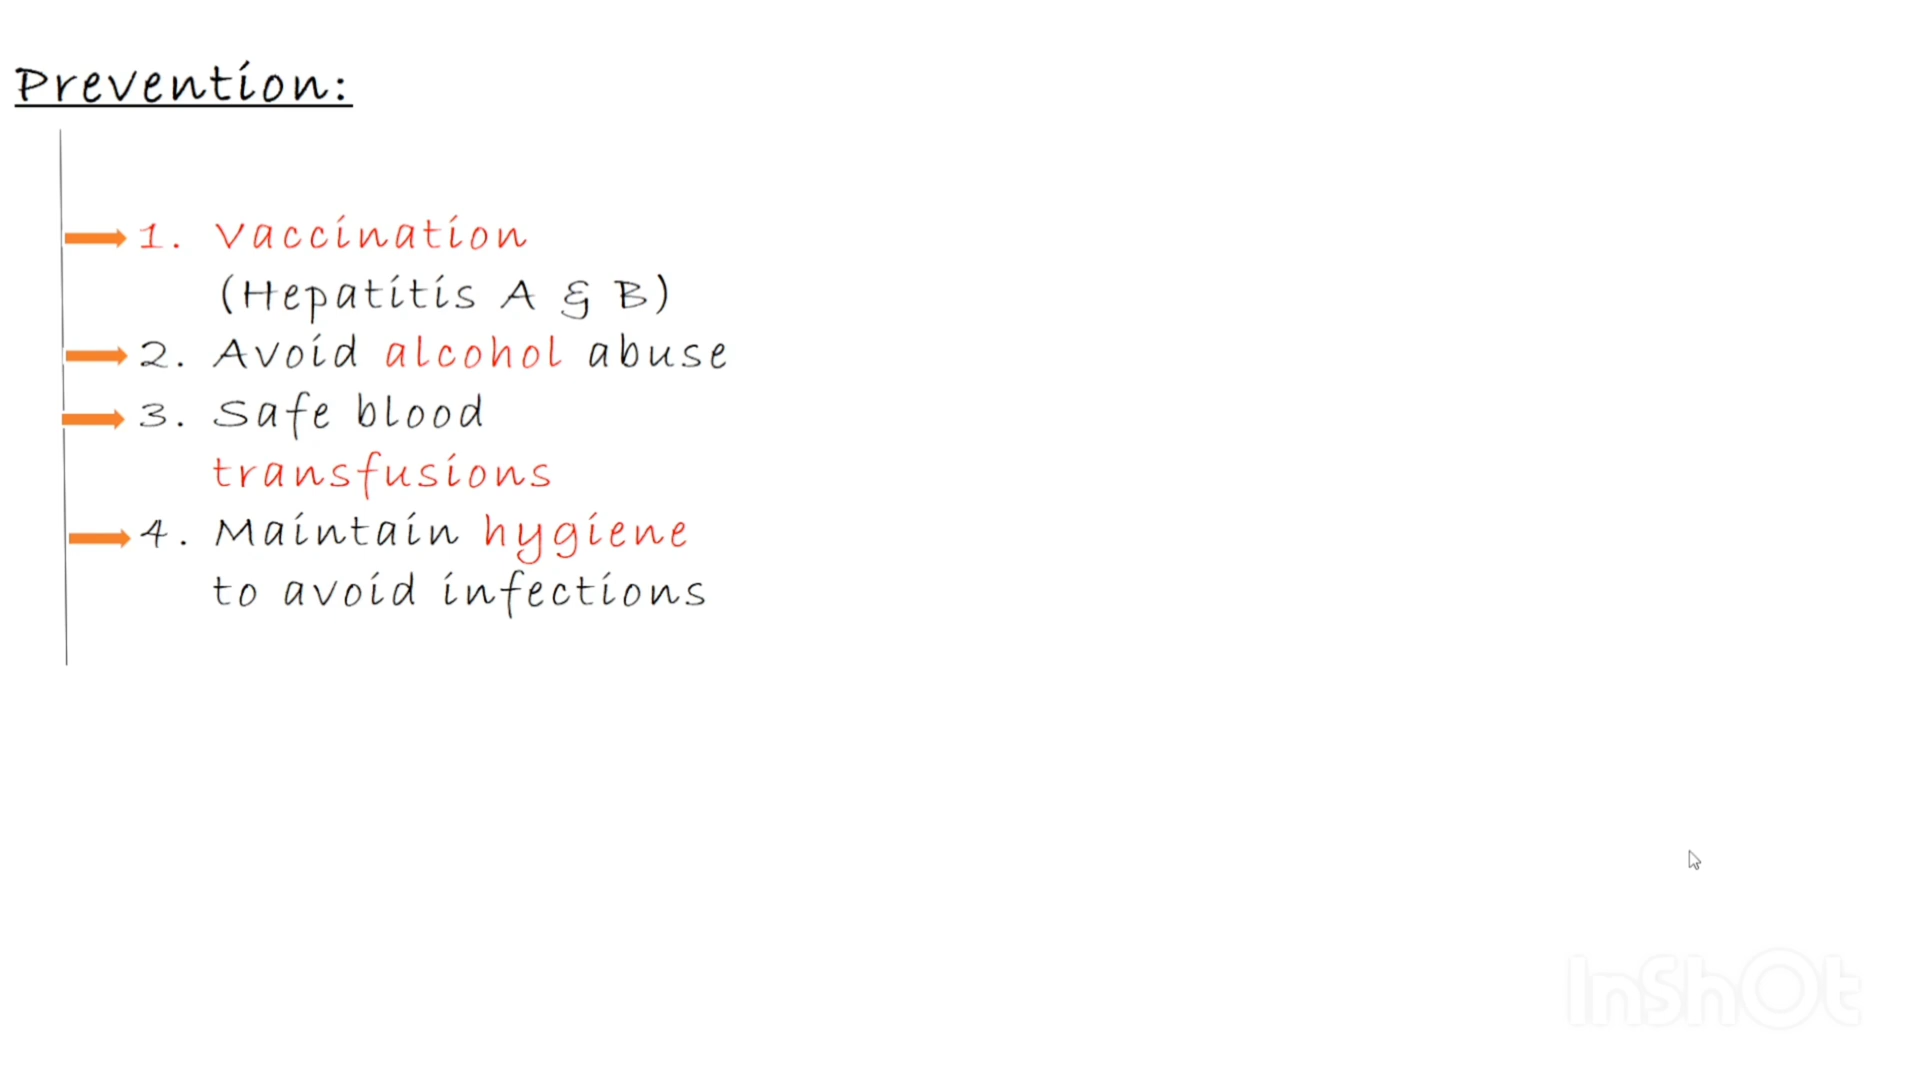 Prevention:
1. Vaccination
(Hepatitis A & B)
2. Avoid alcohol abuse
3. Safe blood
transfusions
4. Maintain hygiene
to avoid infections
InShOt